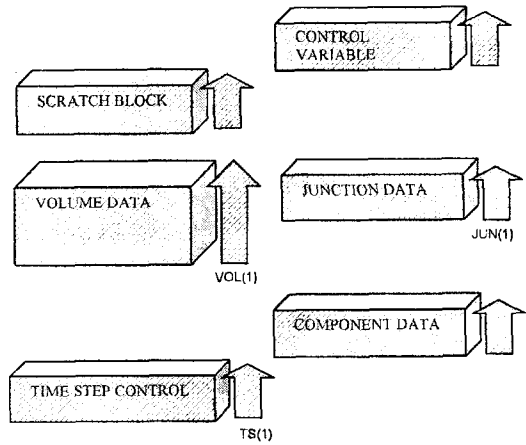 CONTROL
VARIABLE
SCRATCH BLOCK
VOLUME DATA
JUNCTION DATA
VOL(1)
JUN(1)
COMPONENT DATA
TIME STEP CONTROL
TS(1)